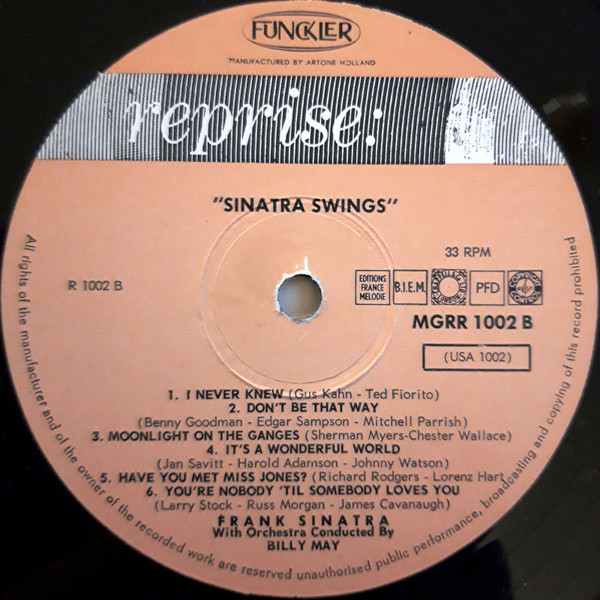 FUNCKLER
MANUFACTURED BY ARTONE HOLLAND
reprise:
"SINATRA SWINGS"
33 RPM
R 1002 B
EDITIONS FRANCE MELODIE
B.I.E.M.
PFD
MGRR 1002 B
(USA 1002)
1. I NEVER KNEW (Gus Kahn - Ted Fiorito)
2. DON'T BE THAT WAY
(Benny Goodman - Edgar Sampson - Mitchell Parrish)
3. MOONLIGHT ON THE GANGES (Sherman Myers-Chester Wallace)
4. IT'S A WONDERFUL WORLD
(Jan Savitt - Harold Adamson - Johnny Watson)
5. HAVE YOU MET MISS JONES? (Richard Rodgers - Lorenz Hart
6. YOU'RE NOBODY 'TIL SOMEBODY LOVES YOU
(Larry Stock - Russ Morgan - James Cavanaugh)
FRANK SINATRA
With Orchestra Conducted By
BILLY MAY
All rights of the manufacturer and of the owner of the recorded work are reserved unauthorised public performance, broadcasting and copying of this record prohibited